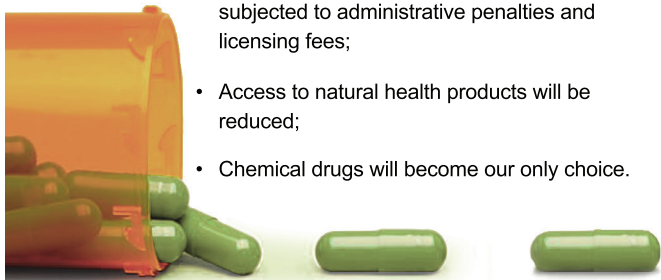 subjected to administrative penalties and
licensing fees;
• Access to natural health products will be
reduced;
• Chemical drugs will become our only choice.